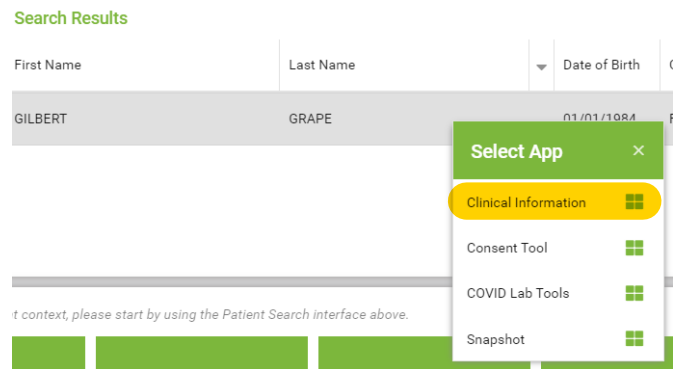 Search Results
First Name Last Name Date of Birth
GILBERT GRAPE 01/01/1984
Select App ×
Clinical Information
Consent Tool
COVID Lab Tools
Snapshot
t context, please start by using the Patient Search interface above.